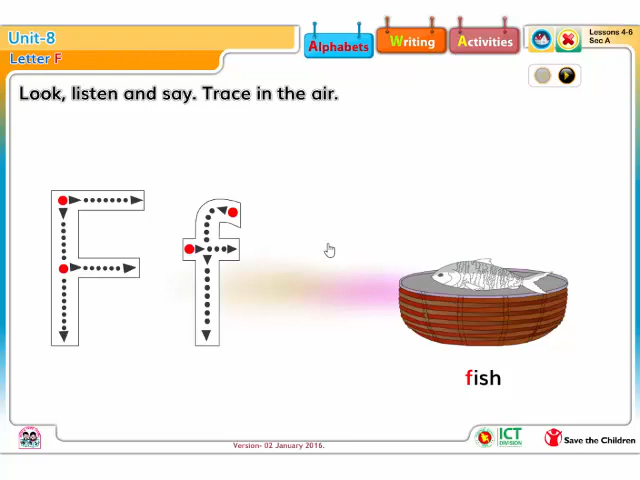 Unit-8
Letter F
Alphabets
Writing
Activities
Lessons 4-6
Sec A
Look, listen and say. Trace in the air.
F f
fish
Version- 02 January 2016.
ICT
DIVISION
Save the Children